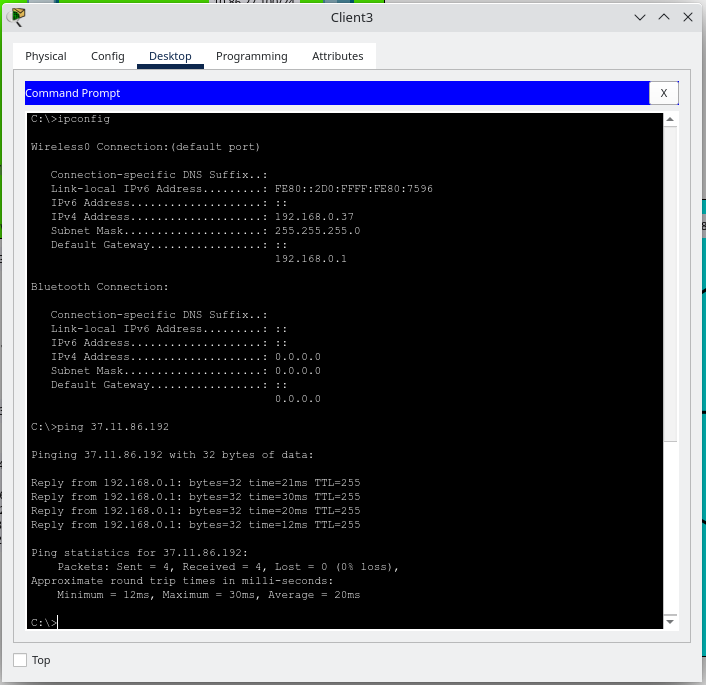 Client3
Physical Config Desktop Programming Attributes
Command Prompt X
C:\>ipconfig
Wireless0 Connection:(default port)
Connection-specific DNS Suffix..:
Link-local IPv6 Address.........: FE80::2D0:FFFF:FE80:7596
IPv6 Address....................: ::
IPv4 Address....................: 192.168.0.37
Subnet Mask.....................: 255.255.255.0
Default Gateway.................: ::
192.168.0.1
Bluetooth Connection:
Connection-specific DNS Suffix..:
Link-local IPv6 Address.........: ::
IPv6 Address....................: ::
IPv4 Address....................: 0.0.0.0
Subnet Mask.....................: 0.0.0.0
Default Gateway.................: ::
0.0.0.0
C:\>ping 37.11.86.192
Pinging 37.11.86.192 with 32 bytes of data:
Reply from 192.168.0.1: bytes=32 time=21ms TTL=255
Reply from 192.168.0.1: bytes=32 time=30ms TTL=255
Reply from 192.168.0.1: bytes=32 time=20ms TTL=255
Reply from 192.168.0.1: bytes=32 time=12ms TTL=255
Ping statistics for 37.11.86.192:
Packets: Sent = 4, Received = 4, Lost = 0 (0% loss),
Approximate round trip times in milli-seconds:
Minimum = 12ms, Maximum = 30ms, Average = 20ms
C:\>
Top